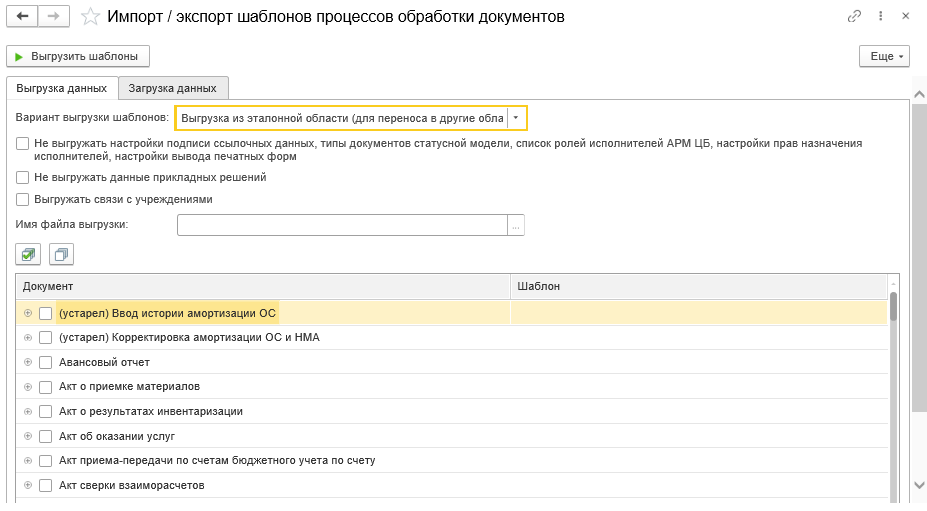 Импорт / экспорт шаблонов процессов обработки документов
Выгрузить шаблоны
Еще
Выгрузка данных
Загрузка данных
Вариант выгрузки шаблонов:
Выгрузка из эталонной области (для переноса в другие обла
Не выгружать настройки подписи ссылочных данных, типы документов статусной модели, список ролей исполнителей АРМ ЦБ, настройки прав назначения
исполнителей, настройки вывода печатных форм
Не выгружать данные прикладных решений
Выгружать связи с учреждениями
Имя файла выгрузки:
...
Документ
Шаблон
(устарел) Ввод истории амортизации ОС
(устарел) Корректировка амортизации ОС и НМА
Авансовый отчет
Акт о приемке материалов
Акт о результатах инвентаризации
Акт об оказании услуг
Акт приема-передачи по счетам бюджетного учета по счету
Акт сверки взаиморасчетов